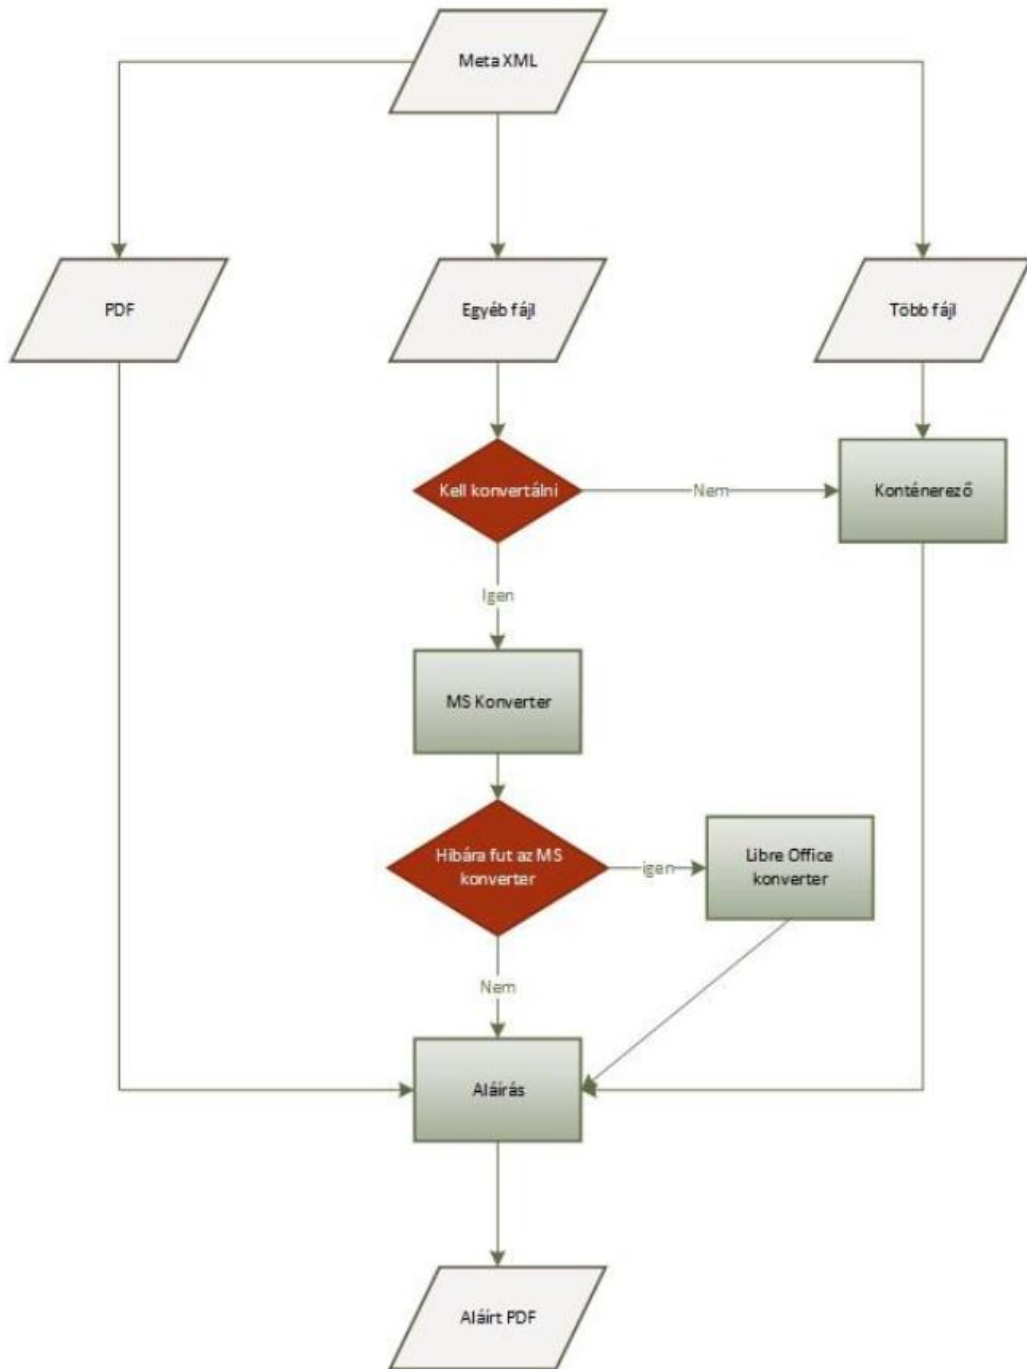 Meta XML
PDF
Egyéb fájl
Több fájl
Kell konvertálni
Nem
Konténerező
Igen
MS Konverter
Hibára fut az MS
konverter
igen
Libre Office
konverter
Nem
Aláírás
Aláírt PDF